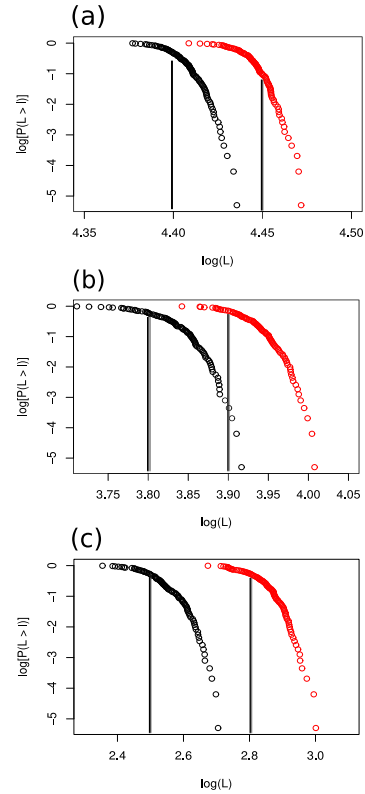 (a)
log[P(L > l)]
0
-1
-2
-3
-4
-5
4.35 4.40 4.45 4.50
log(L)
(b)
log[P(L > l)]
0
-1
-2
-3
-4
-5
3.75 3.80 3.85 3.90 3.95 4.00 4.05
log(L)
(c)
log[P(L > l)]
0
-1
-2
-3
-4
-5
2.4 2.6 2.8 3.0
log(L)